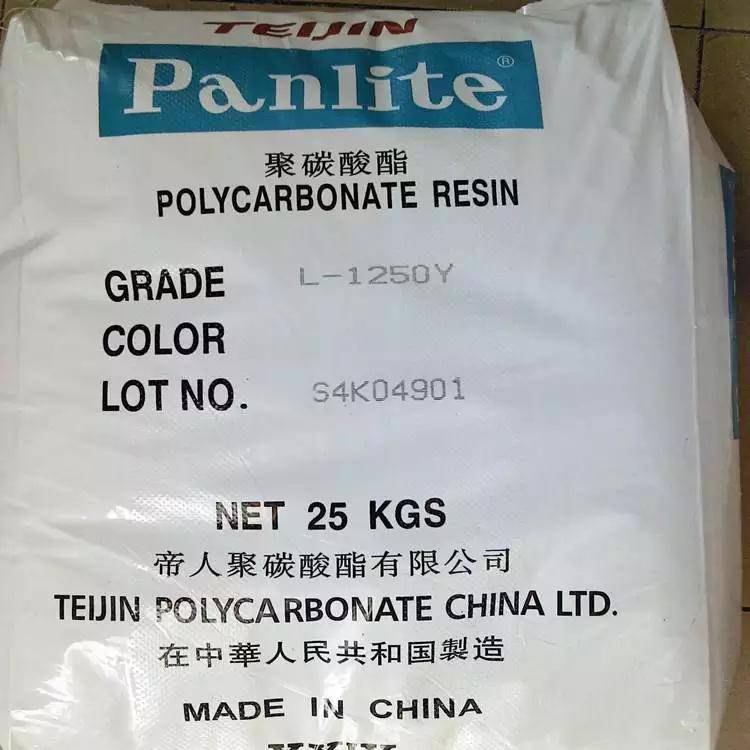 TEIJIN
Panlite®
聚碳酸酯
POLYCARBONATE RESIN
GRADE L-1250Y
COLOR
LOT NO. S4K04901
NET 25 KGS
帝人聚碳酸酯有限公司
TEIJIN POLYCARBONATE CHINA LTD.
在中華人民共和国製造
MADE IN CHINA